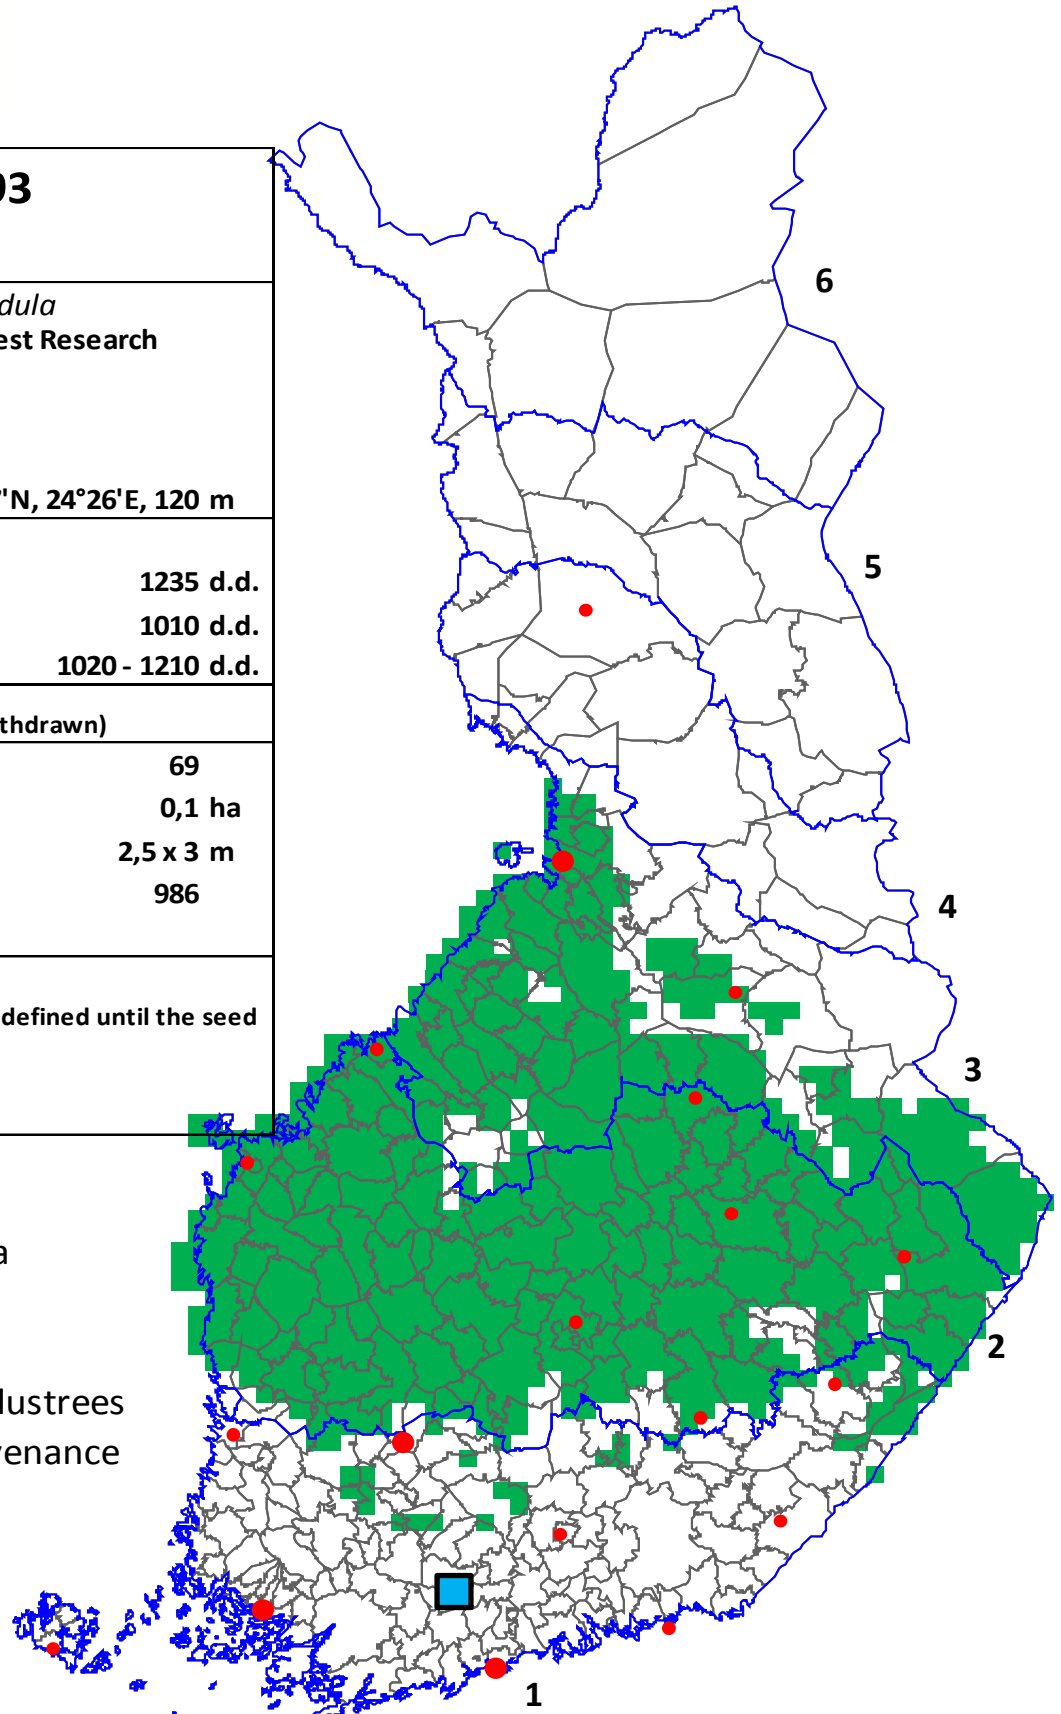 03
dula
est Research
'N, 24°26'E, 120 m
1235 d.d.
1010 d.d.
1020 - 1210 d.d.
thdrawn)
69
0,1 ha
2,5 x 3 m
986
defined until the seed
a
lustrees
venance
6
5
4
3
2
1